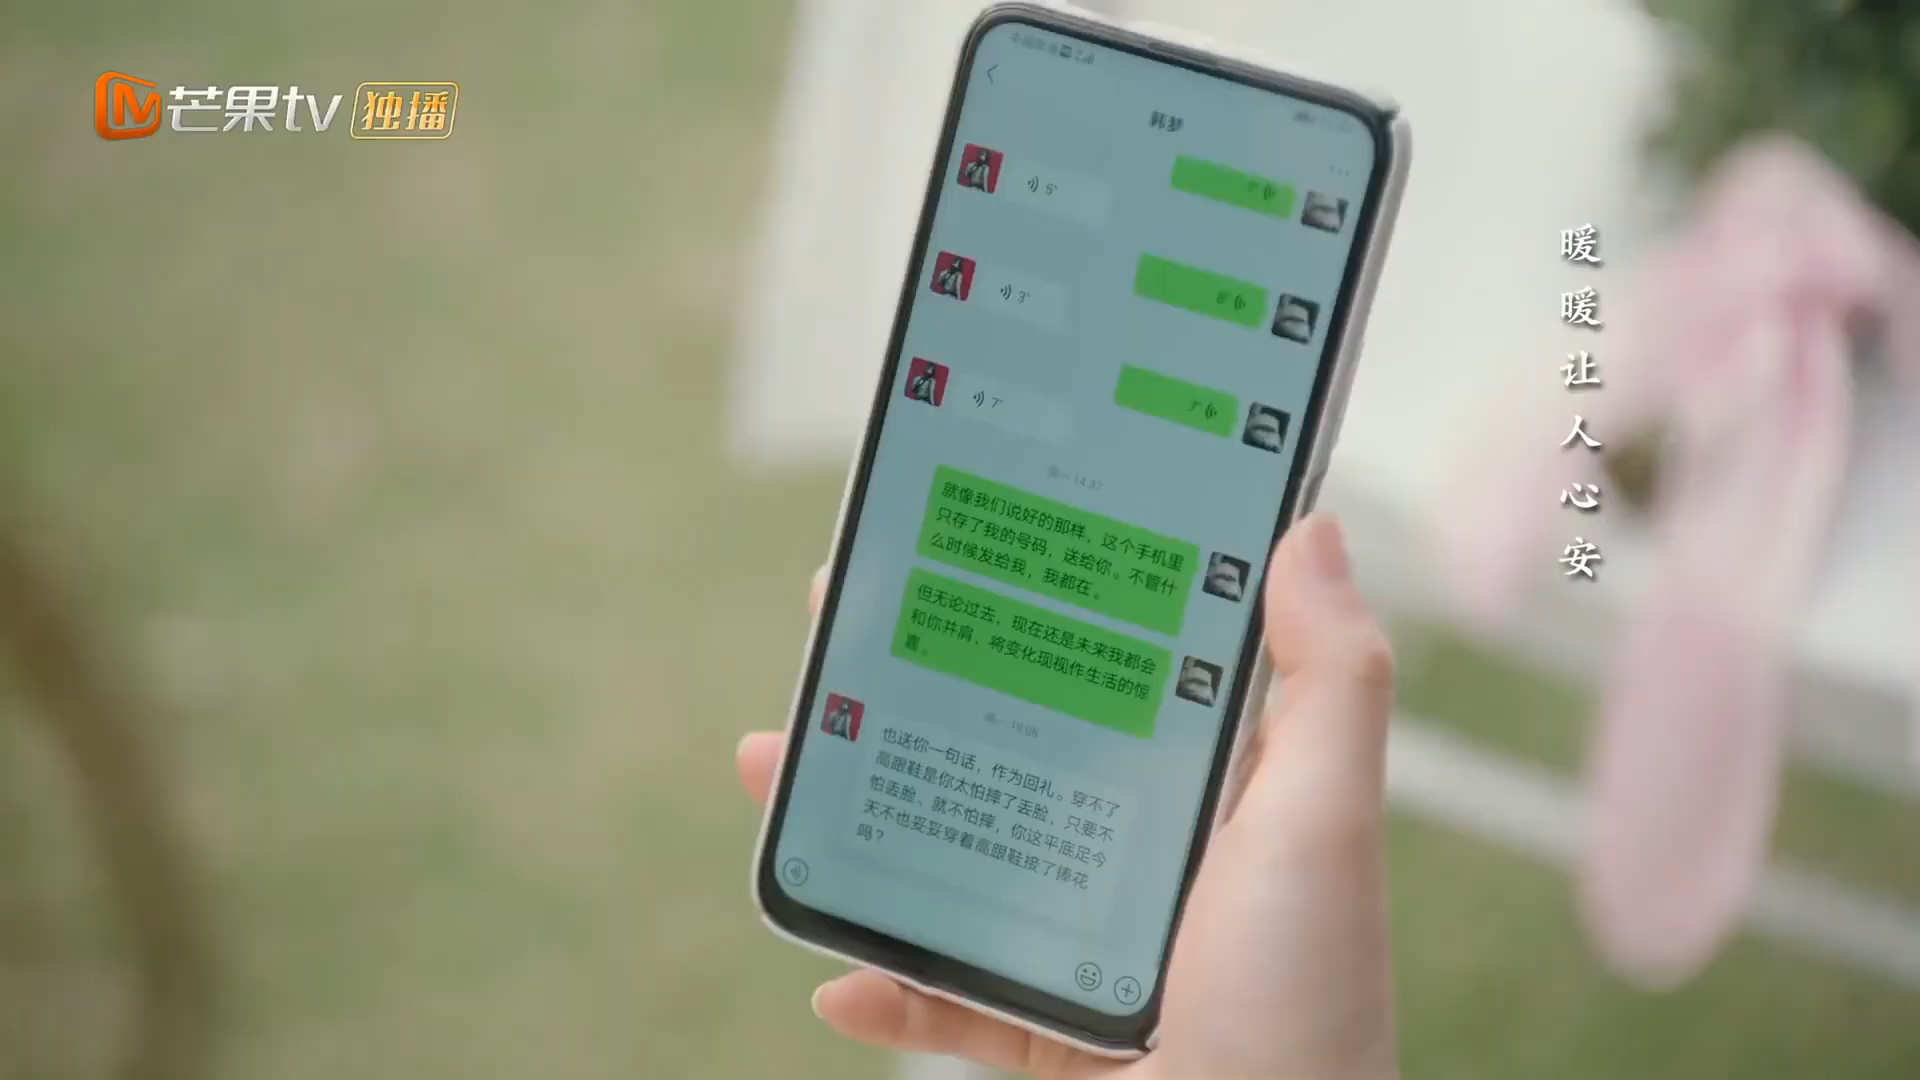 芒果tv 独播
韩梦
5"
7"
3"
8"
7"
7"
周一 14:37
就像我们说好的那样，这个手机里
只存了我的号码，送给你。不管什
么时候发给我，我都在。
但无论过去，现在还是未来我都会
和你并肩，将变化现视作生活的惊
喜。
也送你一句话，作为回礼。穿不了
高跟鞋是你太怕摔了丢脸、只要不
怕丢脸、就不怕摔，你这平底足今
天不也妥妥穿着高跟鞋接了捧花
吗？
暖暖让人心安